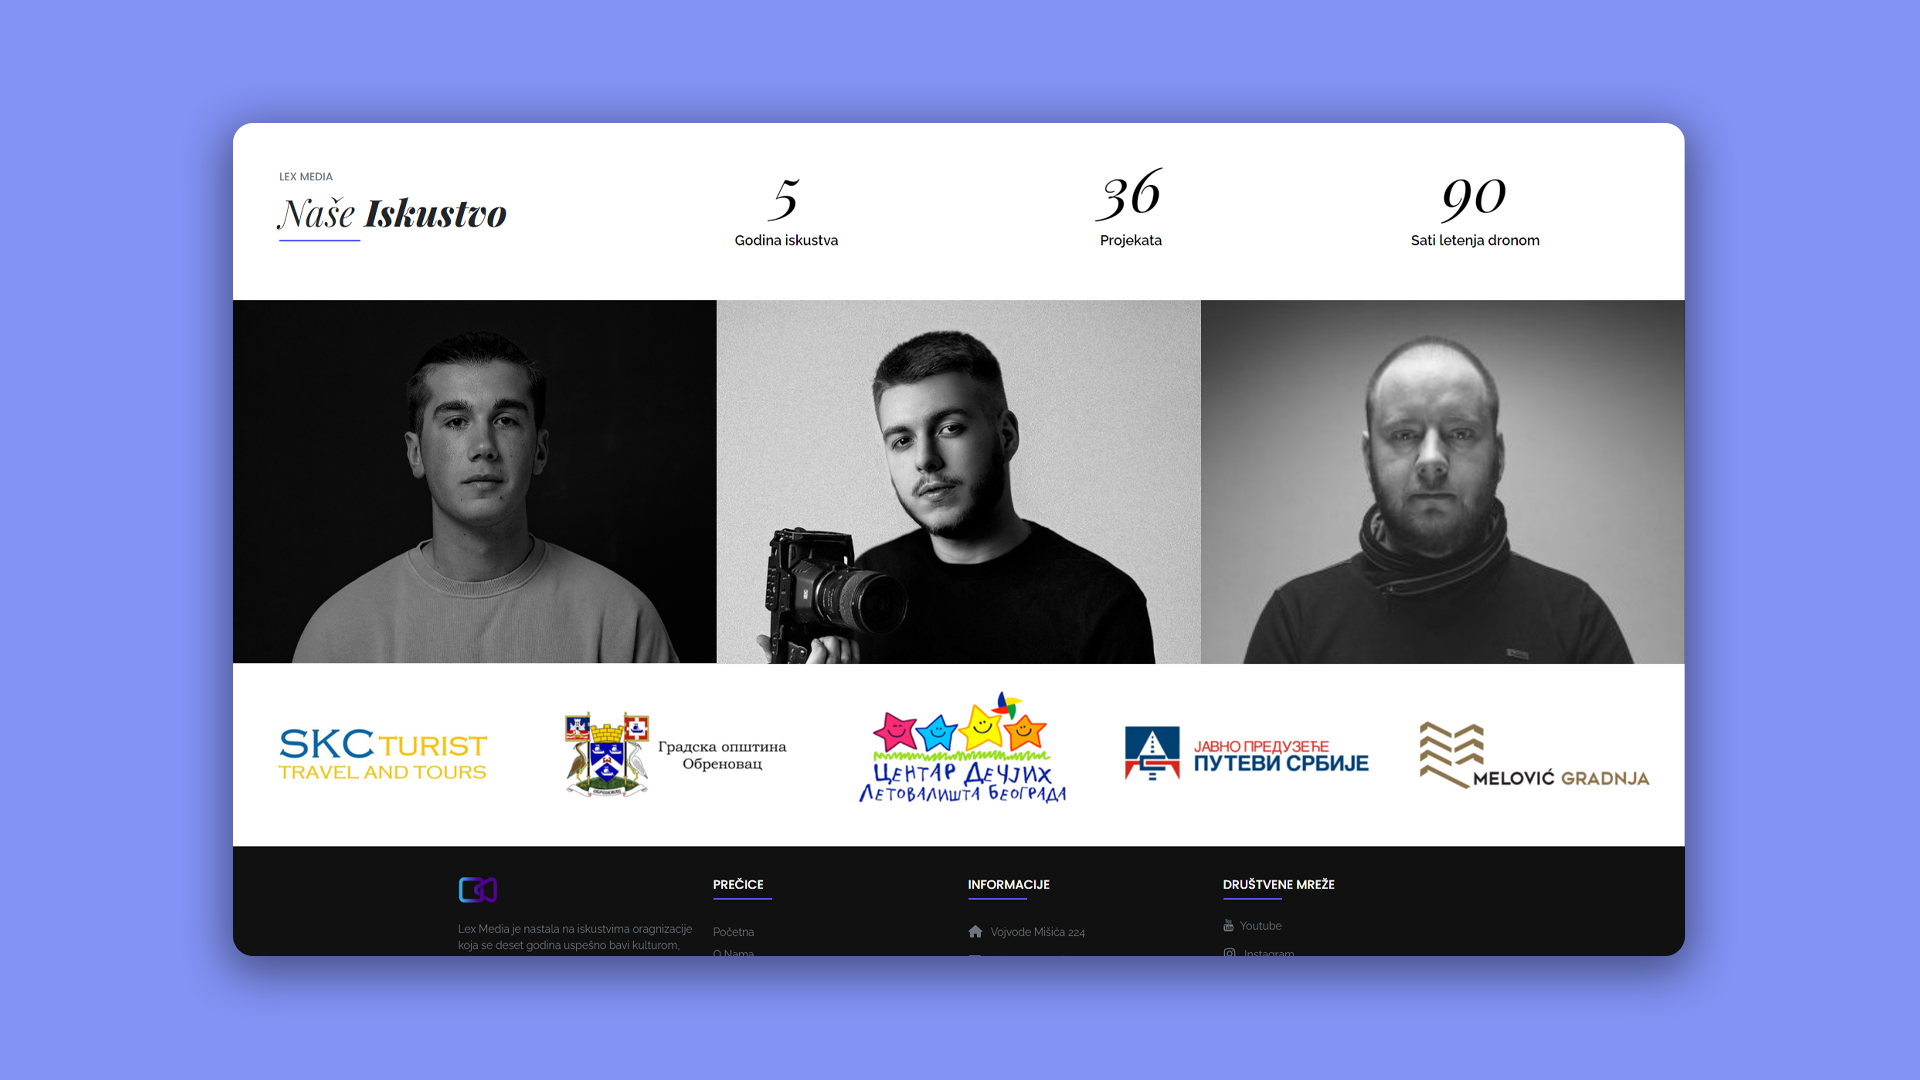 LEX MEDIA
Naše Iskustvo
5
Godina iskustva
36
Projekata
90
Sati letenja dronom
SKC TURIST
TRAVEL AND TOURS
Градска општина
Обреновац
ОБРЕНОВАЦ
Центар Дечјих
Летовалишта Београда
ЈАВНО ПРЕДУЗЕЋЕ
ПУТЕВИ СРБИЈЕ
MELOVIĆ GRADNJA
Lex Media je nastala na iskustvima oragnizacije
koja se deset godina uspešno bavi kulturom,
PREČICE
Početna
O Nama
INFORMACIJE
Vojvode Mišića 224
DRUŠTVENE MREŽE
Youtube
Instagram